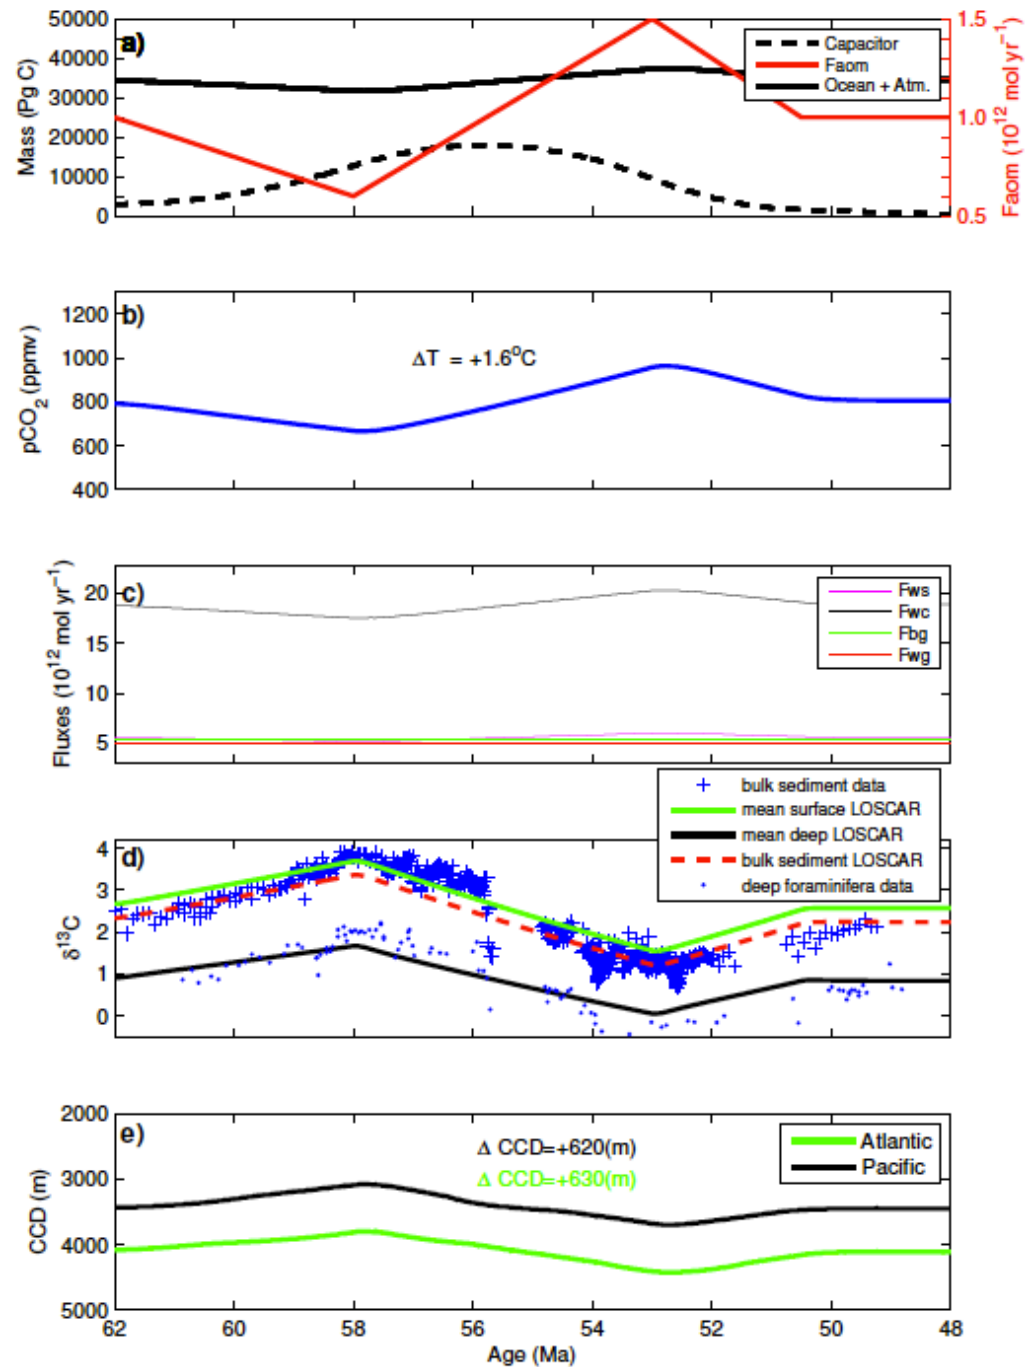 a)
50000
40000
30000
20000
10000
0
Mass (Pg C)
Capacitor
Faom
Ocean + Atm.
1.5
1.0
0.5
Faom (10¹² mol yr⁻¹)
b)
1200
1000
800
600
400
pCO₂ (ppmv)
ΔT = +1.6⁰C
c)
20
15
10
5
Fluxes (10¹² mol yr⁻¹)
Fws
Fwc
Fbg
Fwg
d)
4
3
2
1
0
δ¹³C
bulk sediment data
mean surface LOSCAR
mean deep LOSCAR
bulk sediment LOSCAR
deep foraminifera data
e)
2000
3000
4000
5000
CCD (m)
Δ CCD=+620(m)
Δ CCD=+630(m)
Atlantic
Pacific
62 60 58 56 54 52 50 48
Age (Ma)